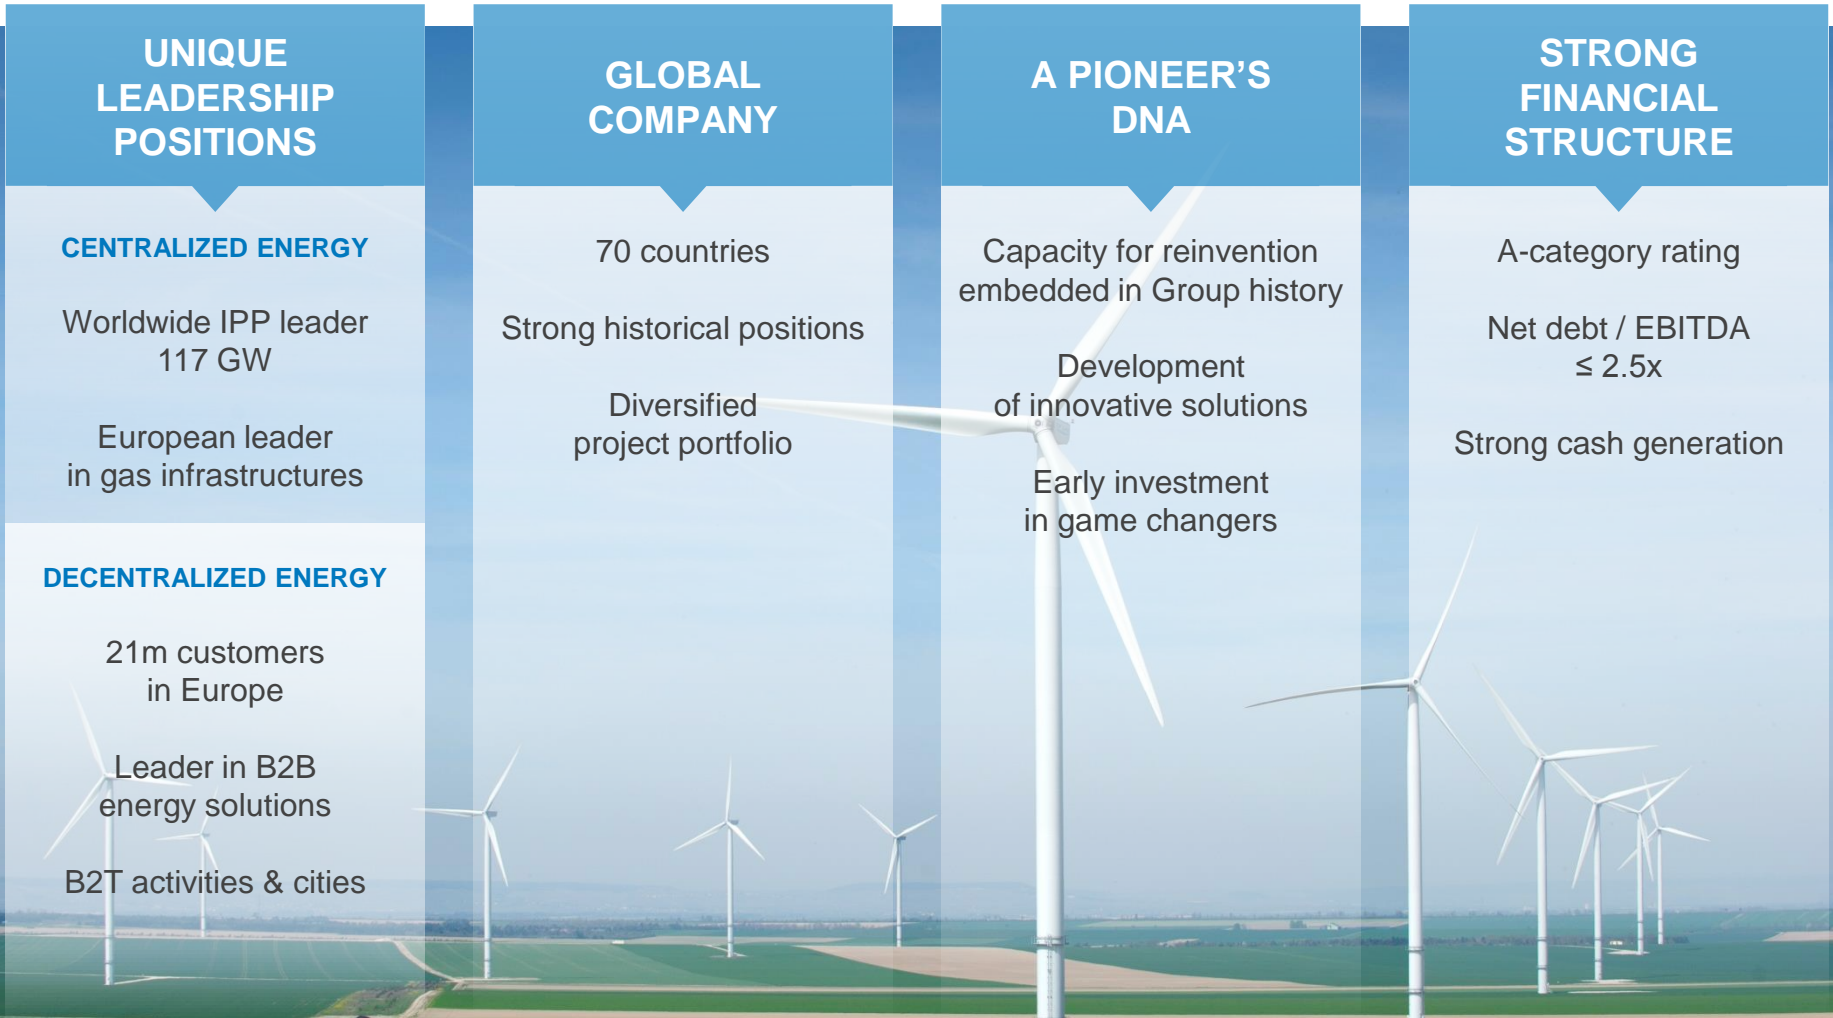 UNIQUE
LEADERSHIP
POSITIONS
CENTRALIZED ENERGY
Worldwide IPP leader
117 GW
European leader
in gas infrastructures
DECENTRALIZED ENERGY
21m customers
in Europe
Leader in B2B
energy solutions
B2T activities & cities
GLOBAL
COMPANY
70 countries
Strong historical positions
Diversified
project portfolio
A PIONEER’S
DNA
Capacity for reinvention
embedded in Group history
Development
of innovative solutions
Early investment
in game changers
STRONG
FINANCIAL
STRUCTURE
A-category rating
Net debt / EBITDA
≤ 2.5x
Strong cash generation